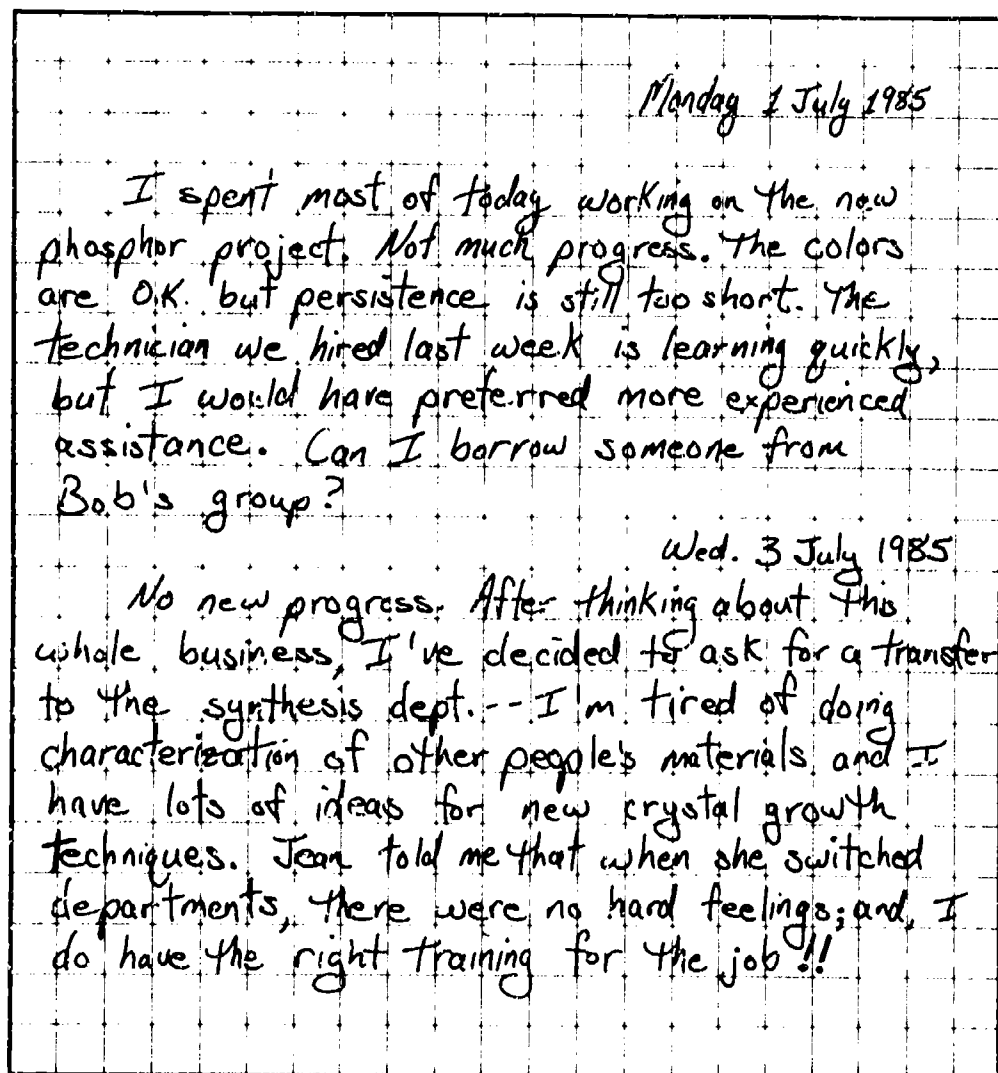 Monday 1 July 1985
I spent most of today working on the new
phosphor project. Not much progress. The colors
are O.K. but persistence is still too short. The
technician we hired last week is learning quickly,
but I would have preferred more experienced
assistance. Can I borrow someone from
Bob's group?
Wed. 3 July 1985
No new progress. After thinking about this
whole business, I've decided to ask for a transfer
to the synthesis dept. -- I'm tired of doing
characterization of other people's materials and I
have lots of ideas for new crystal growth
techniques. Jean told me that when she switched
departments, there were no hard feelings; and, I
do have the right training for the job!!